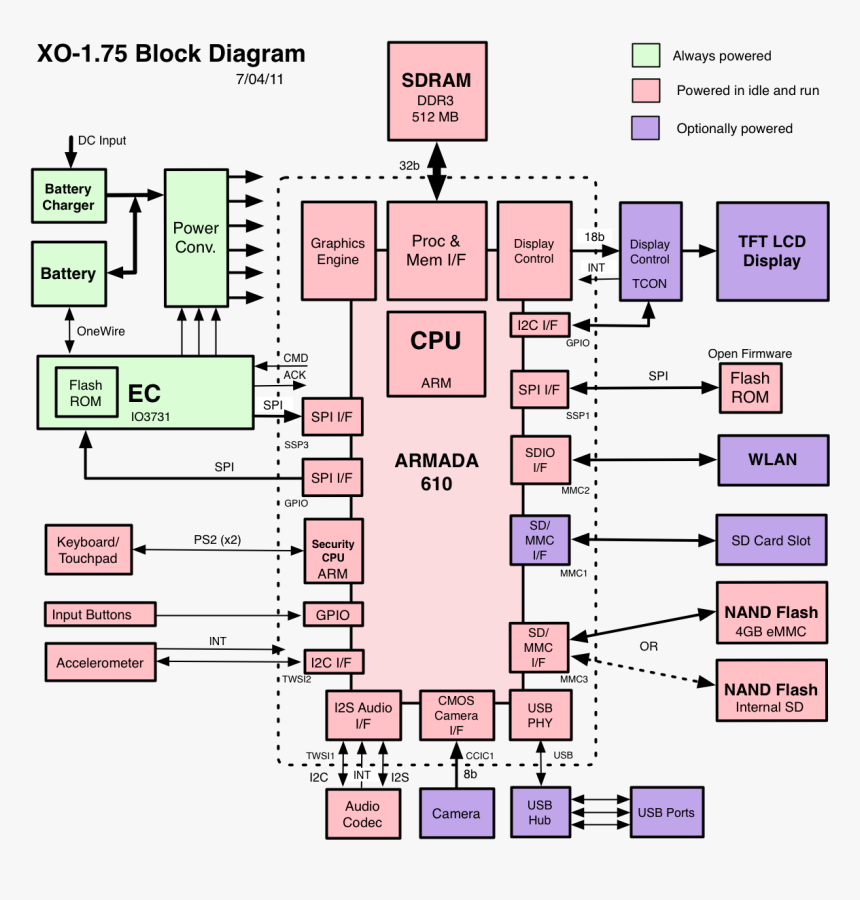 XO-1.75 Block Diagram
7/04/11
SDRAM
DDR3
512 MB
Always powered
Powered in idle and run
Optionally powered
DC Input
32b
Battery
Charger
Power
Conv.
Battery
OneWire
Graphics
Engine
Proc &
Mem I/F
Display
Control
18b
INT
Display
Control
TCON
TFT LCD
Display
I2C I/F
GPIO
CPU
ARM
CMD
ACK
SPI
Flash
ROM
EC
IO3731
SPI I/F
SSP3
SPI I/F
SSP1
SPI
Open Firmware
Flash
ROM
SPI
SPI I/F
GPIO
ARMADA
610
SDIO
I/F
MMC2
WLAN
Keyboard/
Touchpad
PS2 (x2)
Security
CPU
ARM
SD/
MMC
I/F
MMC1
SD Card Slot
Input Buttons
GPIO
Accelerometer
INT
I2C I/F
TWSI2
SD/
MMC
I/F
MMC3
OR
NAND Flash
4GB eMMC
NAND Flash
Internal SD
I2S Audio
I/F
CMOS
Camera
I/F
USB
PHY
TWSI1
CCIC1
USB
I2C
INT
I2S
8b
Audio
Codec
Camera
USB
Hub
USB Ports